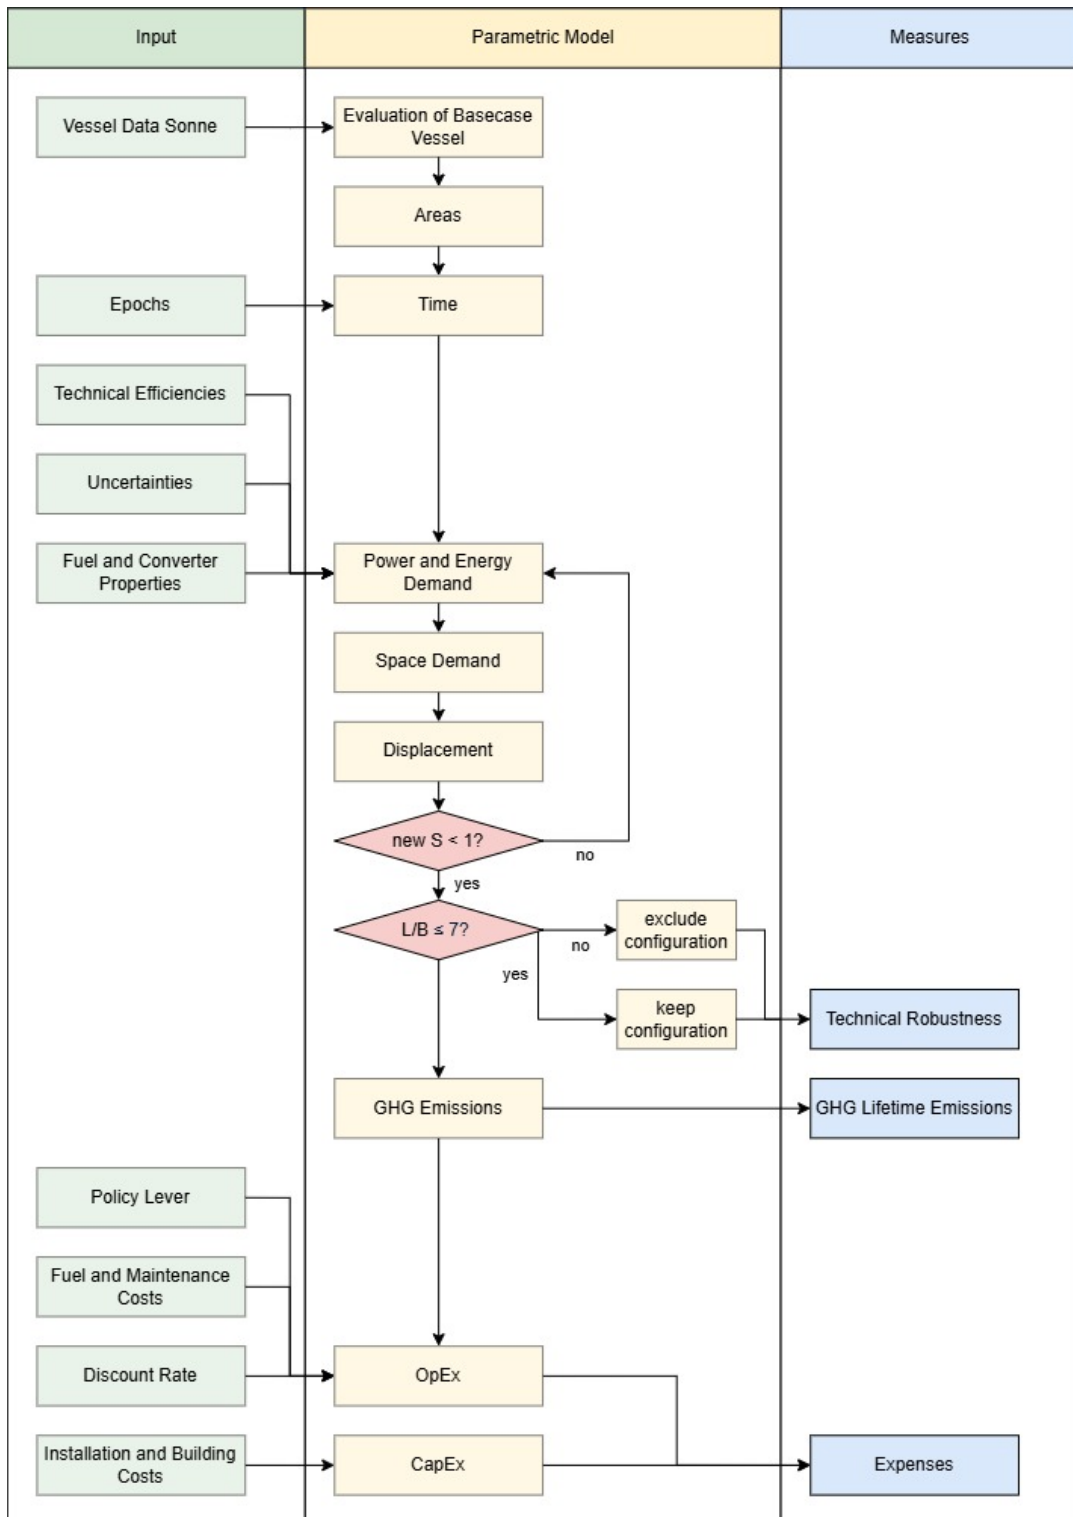 Input
Parametric Model
Measures
Vessel Data Sonne
Evaluation of Basecase
Vessel
Areas
Epochs
Time
Technical Efficiencies
Uncertainties
Fuel and Converter
Properties
Power and Energy
Demand
Space Demand
Displacement
new S < 1?
no
yes
L/B ≤ 7?
no
exclude
configuration
yes
keep
configuration
Technical Robustness
GHG Emissions
GHG Lifetime Emissions
Policy Lever
Fuel and Maintenance
Costs
Discount Rate
OpEx
Installation and Building
Costs
CapEx
Expenses